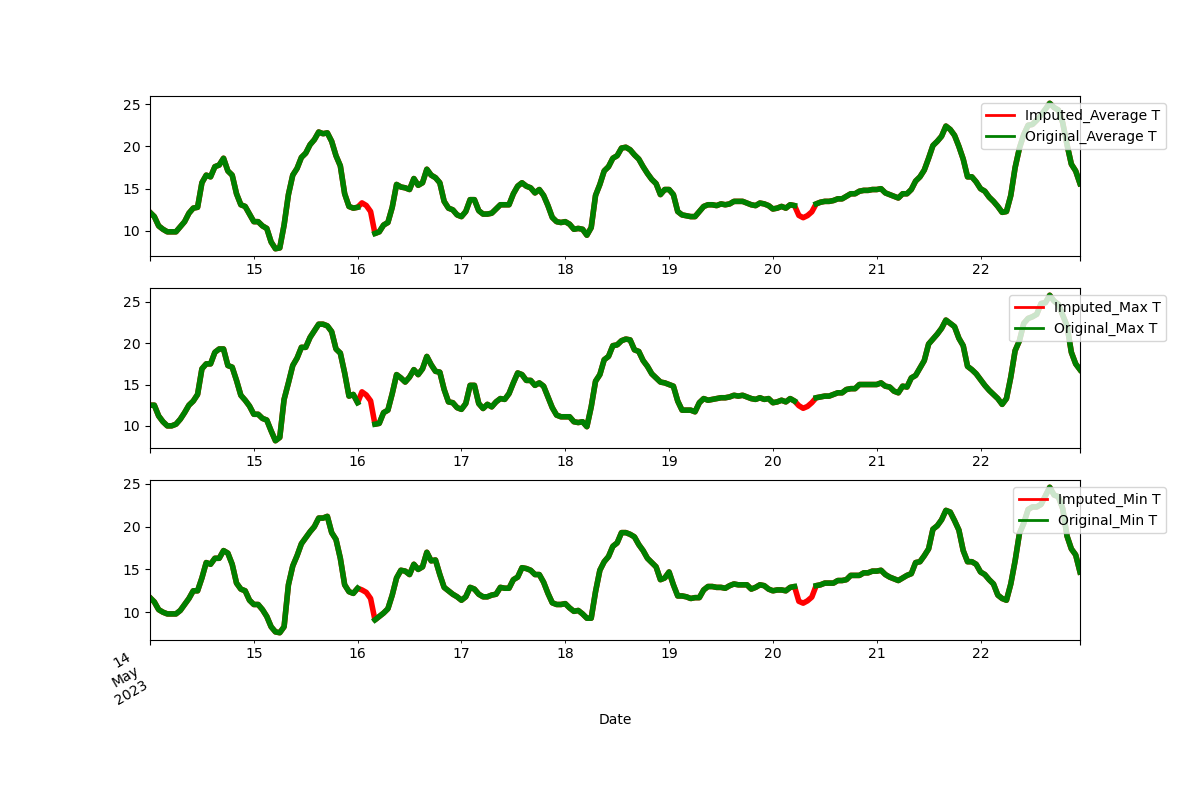 25
20
15
10
Imputed_Average T
Original_Average T
15 16 17 18 19 20 21 22
25
20
15
10
Imputed_Max T
Original_Max T
15 16 17 18 19 20 21 22
25
20
15
10
Imputed_Min T
Original_Min T
15 16 17 18 19 20 21 22
14
May
2023
Date